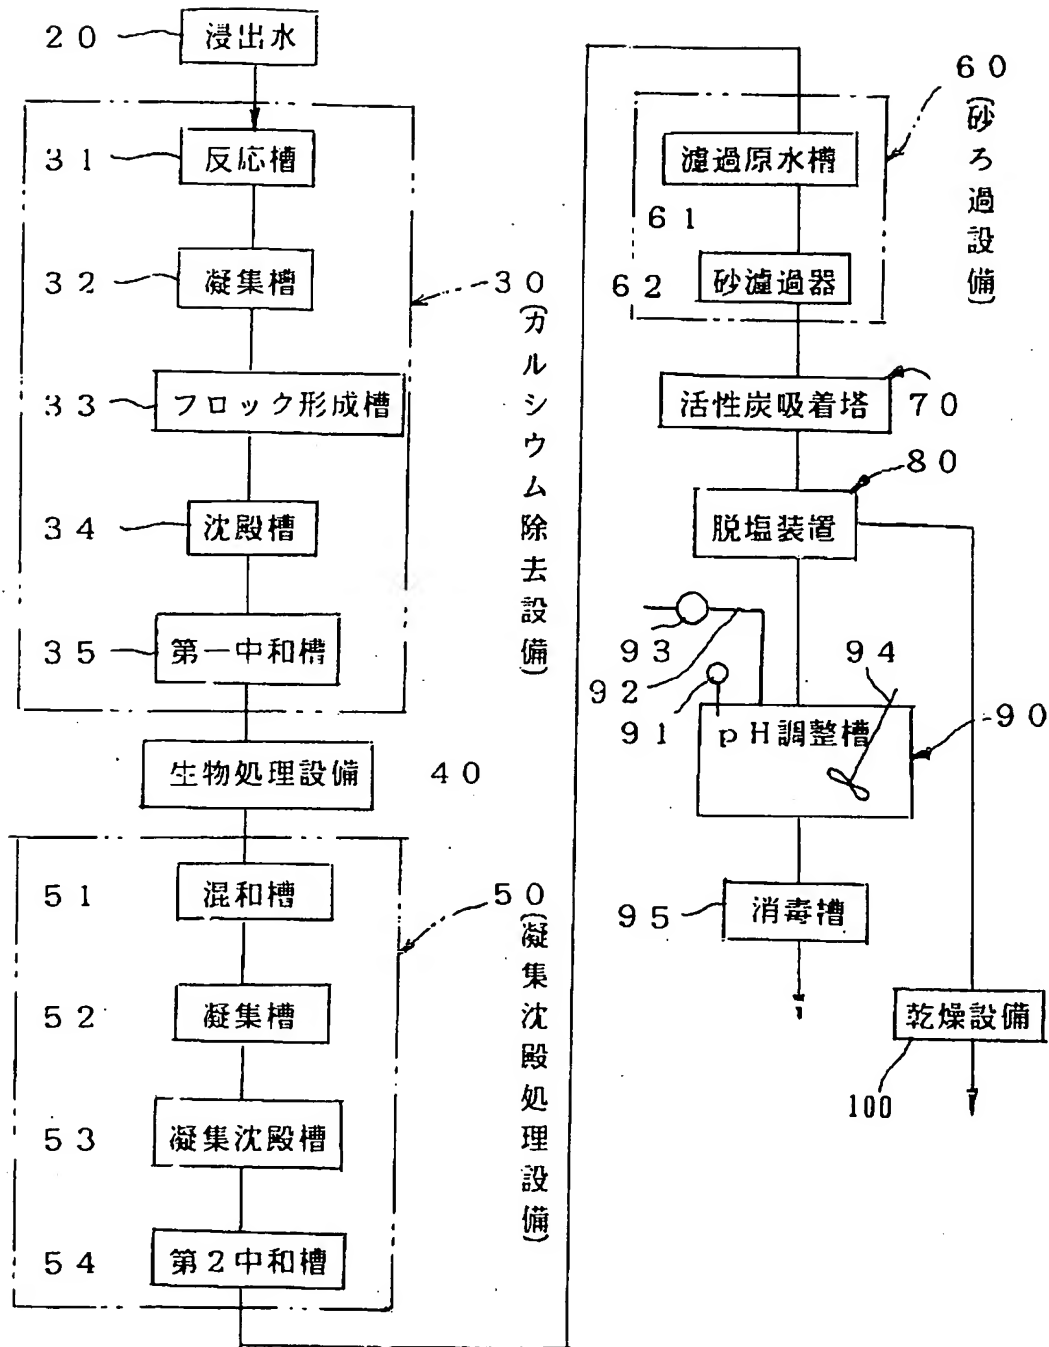 ２０ 浸出水
３１ 反応槽
３２ 凝集槽
３０(カルシウム除去設備)
３３ フロック形成槽
３４ 沈殿槽
３５ 第一中和槽
生物処理設備 ４０
５１ 混和槽
５０(凝集沈殿処理設備)
５２ 凝集槽
５３ 凝集沈殿槽
５４ 第２中和槽
６０(砂ろ過設備)
濾過原水槽
６１
６２ 砂濾過器
活性炭吸着塔 ７０
８０
脱塩装置
９３
９２
９４
９１ pH調整槽 ９０
９５ 消毒槽
乾燥設備
100